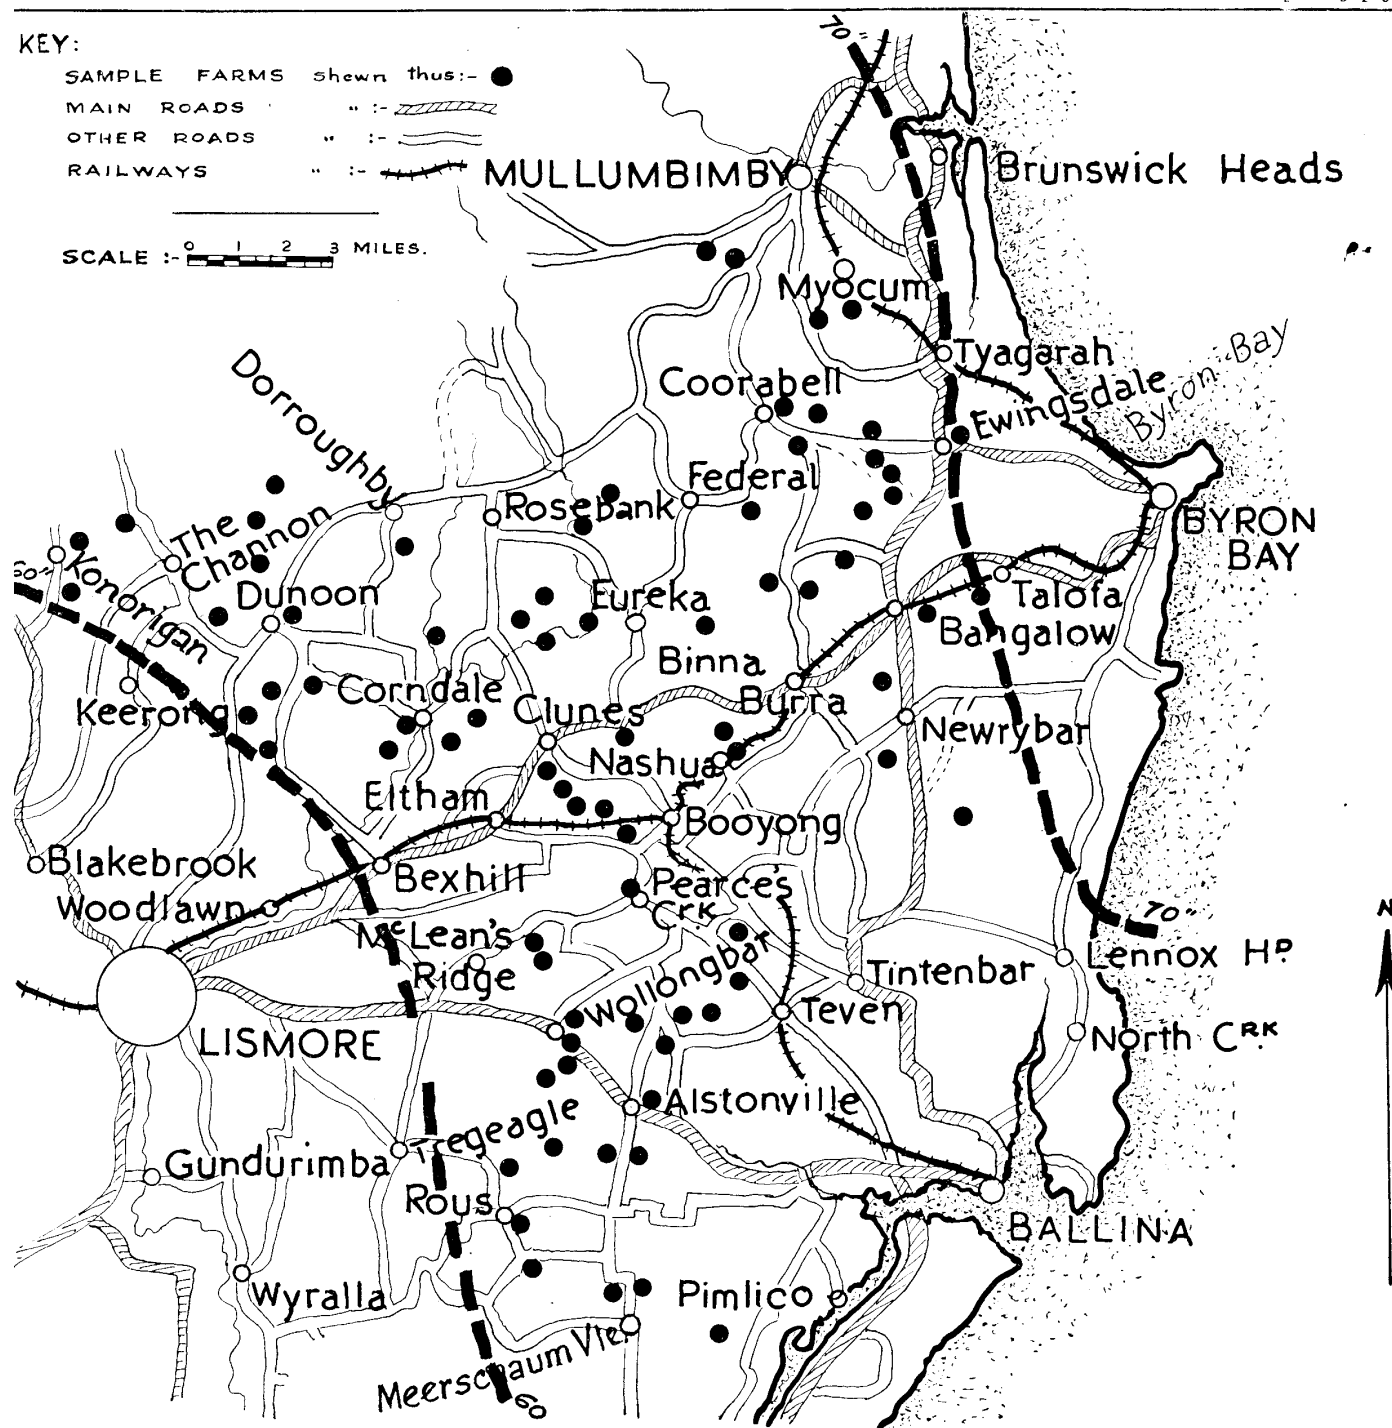 KEY:
SAMPLE FARMS shewn thus:-
MAIN ROADS " :-
OTHER ROADS " :-
RAILWAYS " :-
SCALE :- 0 1 2 3 MILES.
70"
MULLUMBIMBY
Brunswick Heads
Myocum
Tyagarah
Byron Bay
Coorabell
Ewingsdale
Dorroughby
Federal
Rosebank
The
Channon
BYRON
BAY
60"
Konorigan
Dunoon
Eureka
Talofa
Bangalow
Binna
Burra
Corndale
Keerong
Clunes
Newrybar
Nashua
Eltham
Booyong
Blakebrook
Bexhill
Pearce's
Crk
Woodlawn
70"
McLean's
Ridge
Wollongbar
Tintenbar
Lennox HD
N
Teven
LISMORE
North CRK
Alstonville
Tregeagle
Gundurimba
Rous
BALLINA
Wyralla
Pimlico
Meerschaum Vle.
60